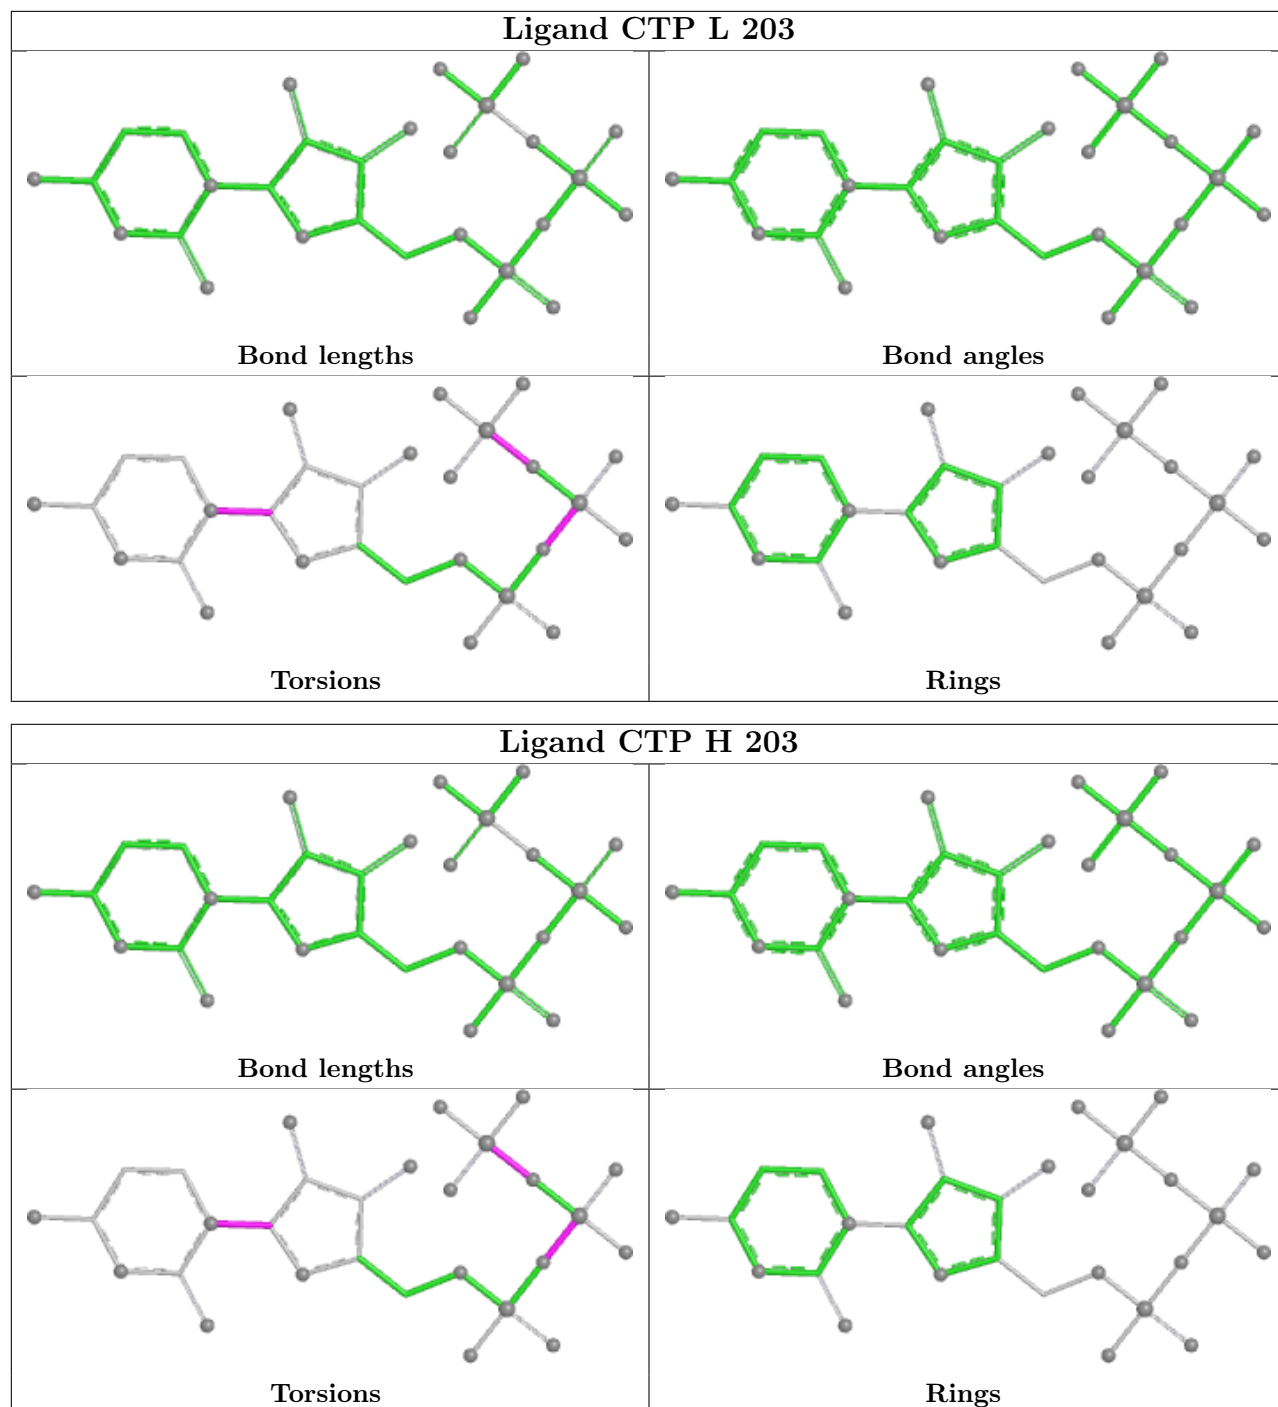 Ligand CTP L 203
Bond lengths
Bond angles
Torsions
Rings
Ligand CTP H 203
Bond lengths
Bond angles
Torsions
Rings